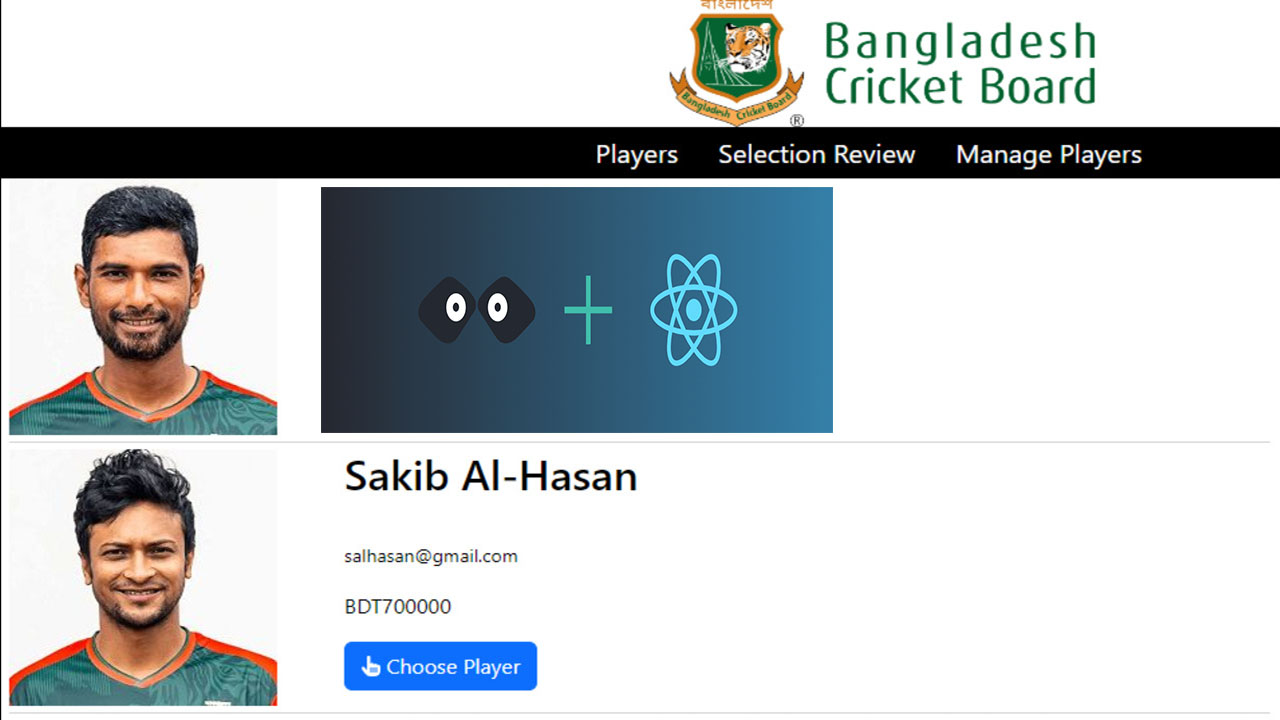 বাংলাদেশ
Bangladesh
Cricket Board
Bangladesh Cricket Board
®
Players Selection Review Manage Players
Sakib Al-Hasan
salhasan@gmail.com
BDT700000
Choose Player